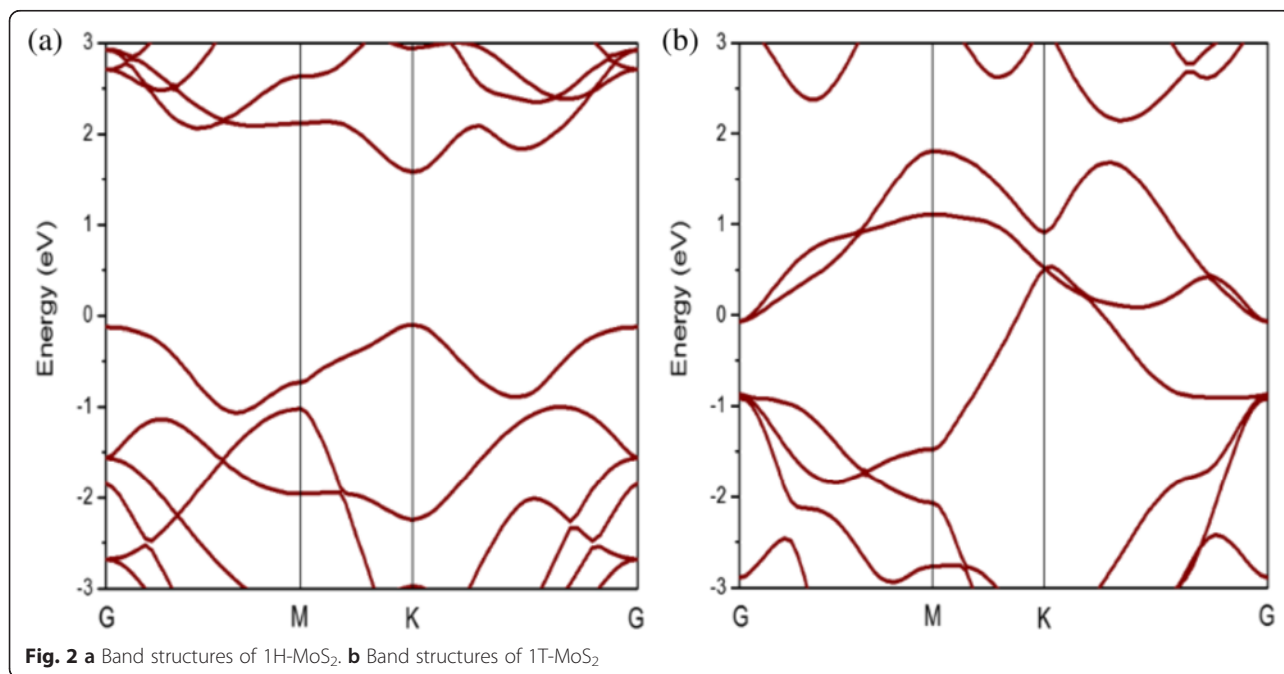 (a)
3
2
1
0
-1
-2
-3
Energy (eV)
G M K G
(b)
3
2
1
0
-1
-2
-3
Energy (eV)
G M K G
Fig. 2 a Band structures of 1H-MoS₂. b Band structures of 1T-MoS₂